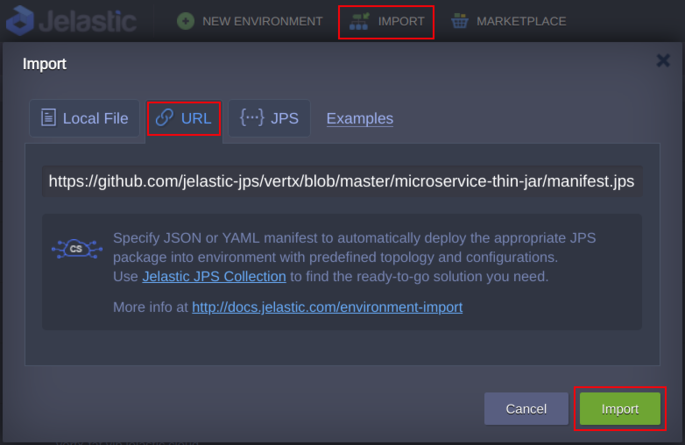 Jelastic NEW ENVIRONMENT IMPORT MARKETPLACE
Import
Local File URL {···} JPS Examples
https://github.com/jelastic-jps/vertx/blob/master/microservice-thin-jar/manifest.jps
CS
Specify JSON or YAML manifest to automatically deploy the appropriate JPS
package into environment with predefined topology and configurations.
Use Jelastic JPS Collection to find the ready-to-go solution you need.
More info at http://docs.jelastic.com/environment-import
Cancel Import